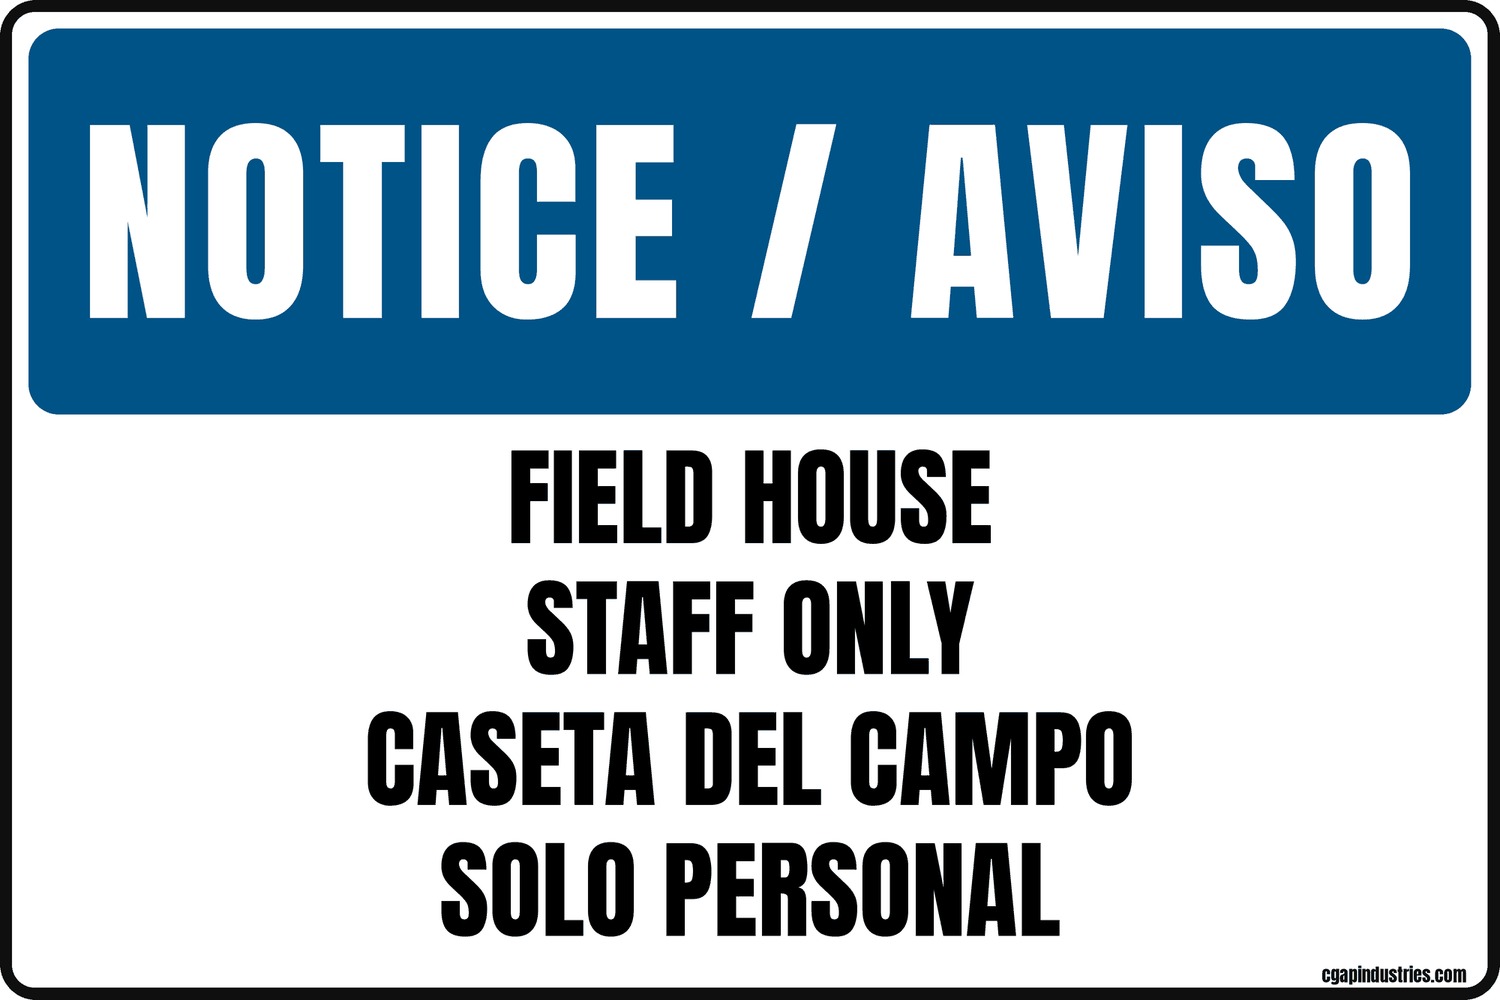 NOTICE / AVISO
FIELD HOUSE
STAFF ONLY
CASETA DEL CAMPO
SOLO PERSONAL
cgapindustries.com